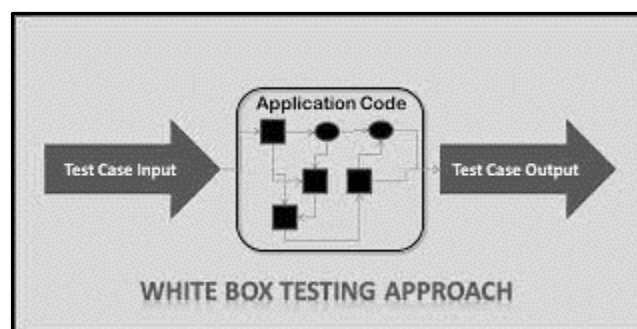 Application Code
Test Case Input
Test Case Output
WHITE BOX TESTING APPROACH